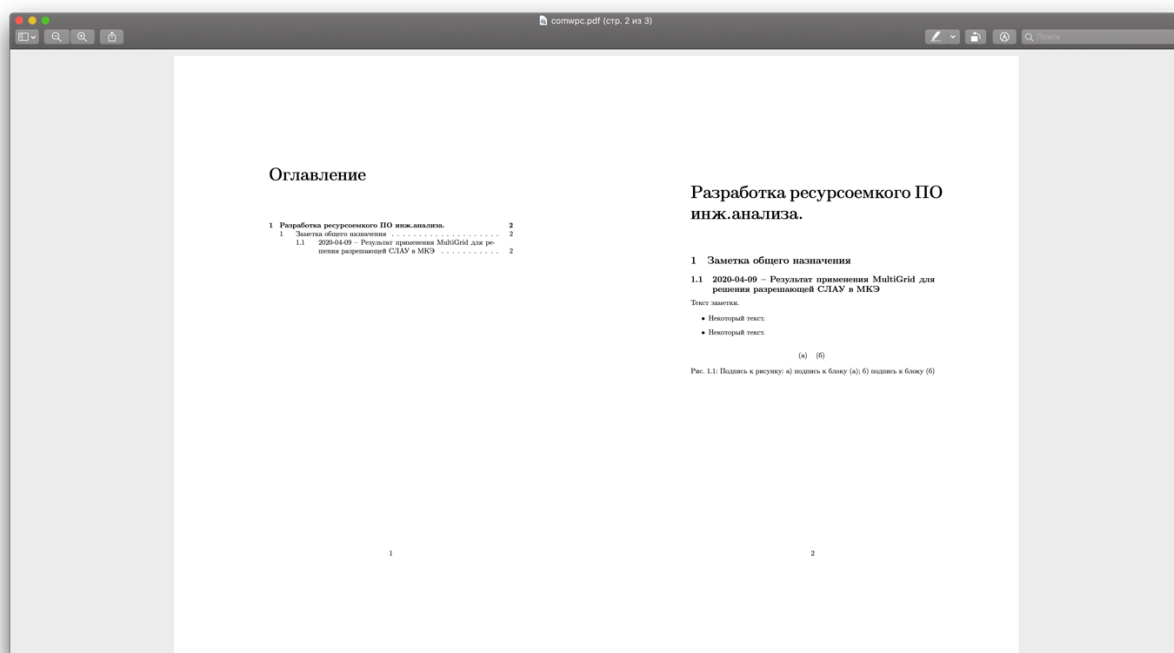 comwpc.pdf (стр. 2 из 3)
Поиск
Оглавление
1 Разработка ресурсоемкого ПО инж.анализа. 2
1 Заметка общего назначения . . . . . . . . . . . . . . . . . . . . 2
1.1 2020-04-09 – Результат применения MultiGrid для ре-
шения разрешающей СЛАУ в МКЭ . . . . . . . . . . . 2
1
Разработка ресурсоемкого ПО
инж.анализа.
1 Заметка общего назначения
1.1 2020-04-09 – Результат применения MultiGrid для
решения разрешающей СЛАУ в МКЭ
Текст заметки.
• Некоторый текст.
• Некоторый текст.
(а) (б)
Рис. 1.1: Подпись к рисунку: а) подпись к блоку (а); б) подпись к блоку (б)
2